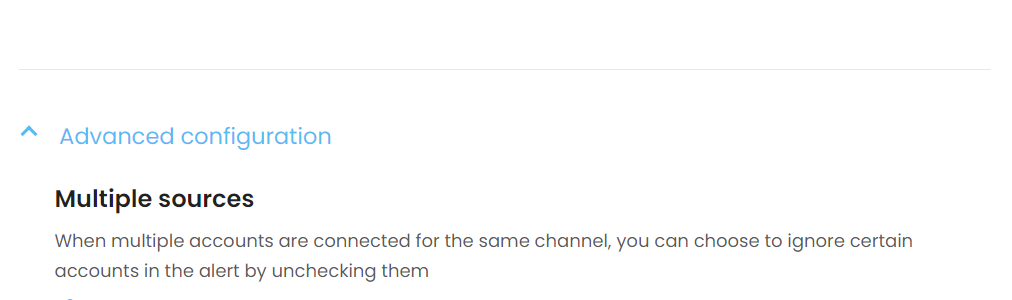 Advanced configuration
Multiple sources
When multiple accounts are connected for the same channel, you can choose to ignore certain
accounts in the alert by unchecking them